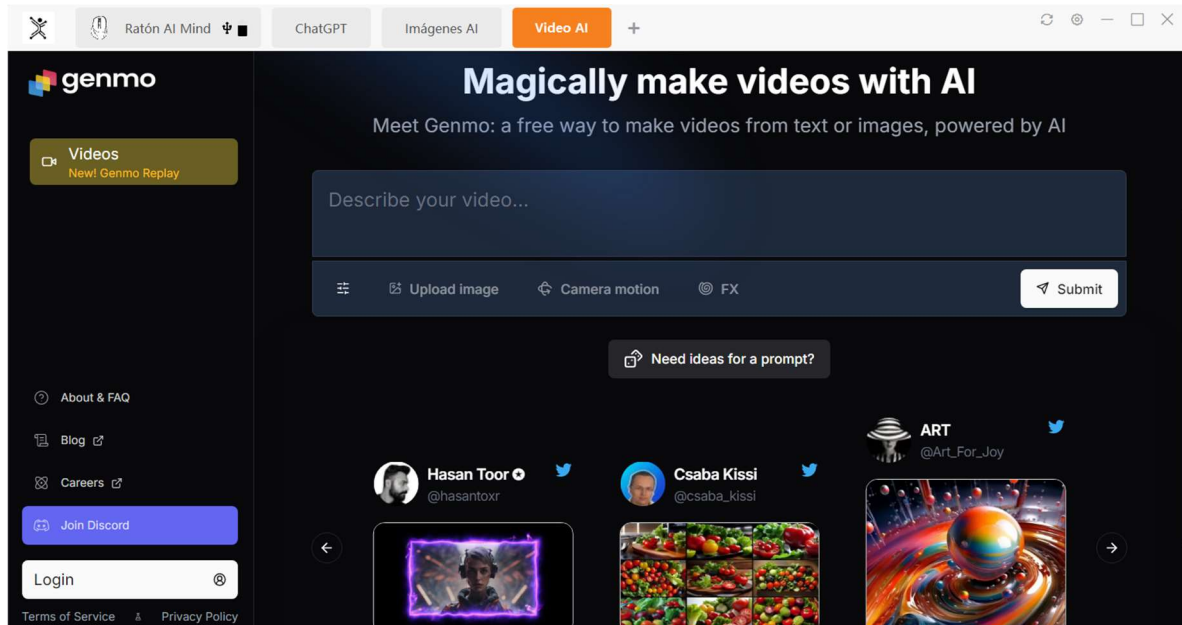 Ratón AI Mind
ChatGPT
Imágenes AI
Video AI
genmo
Magically make videos with AI
Meet Genmo: a free way to make videos from text or images, powered by AI
Videos
New! Genmo Replay
Describe your video...
Upload image
Camera motion
FX
Submit
Need ideas for a prompt?
About & FAQ
Blog
Careers
Join Discord
Login
Terms of Service
Privacy Policy
Hasan Toor
@hasantoxr
Csaba Kissi
@csaba_kissi
ART
@Art_For_Joy